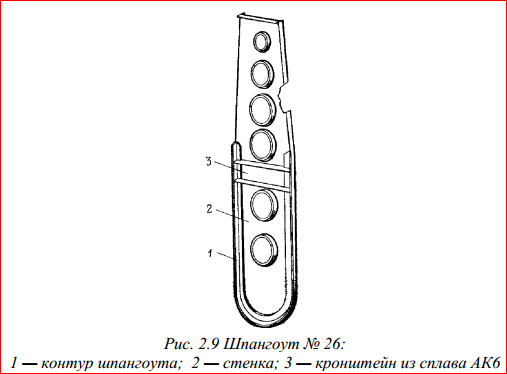 3
2
1
Рис. 2.9 Шпангоут № 26:
1 — контур шпангоута; 2 — стенка; 3 — кронштейн из сплава АК6